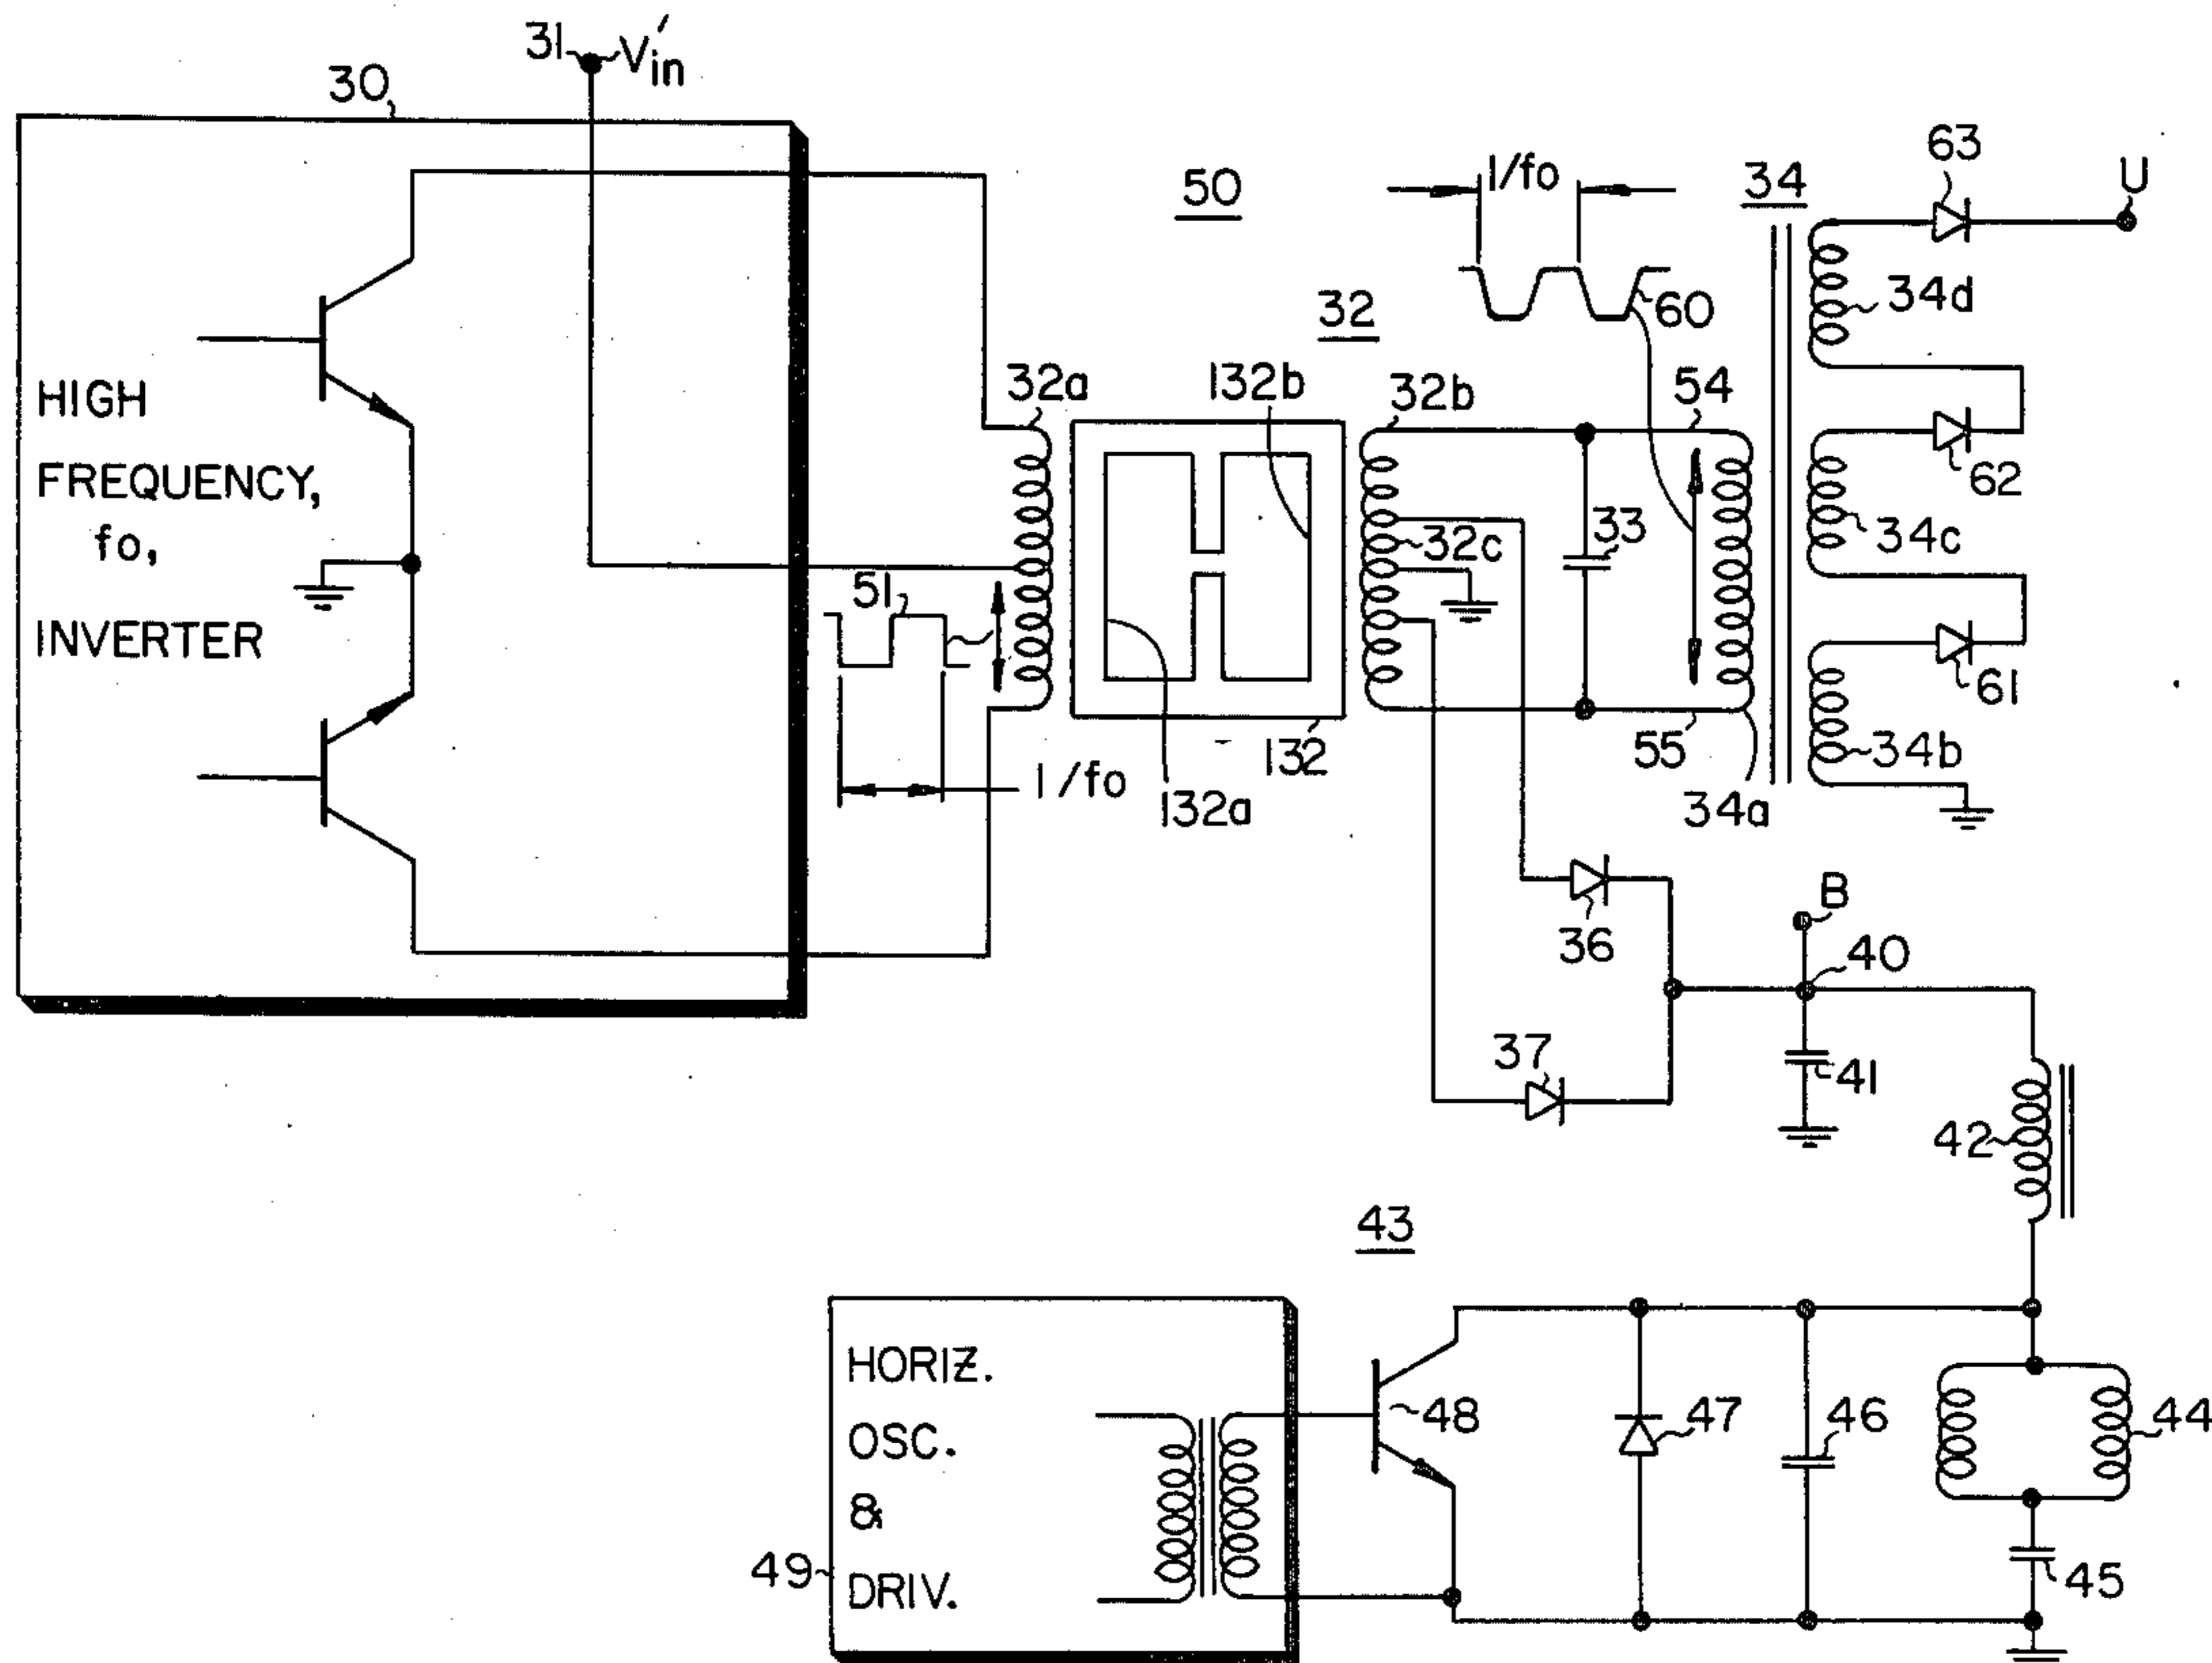 31
V'in
30
HIGH
FREQUENCY,
fo,
INVERTER
50
1/fo
34
63
U
34d
32
60
32a
132b
32b
54
62
33
32c
34c
51
61
132
55
34b
1/fo
132a
34a
36
B
40
37
41
42
43
HORIZ.
OSC.
&
DRIV.
48
47
46
44
49
45